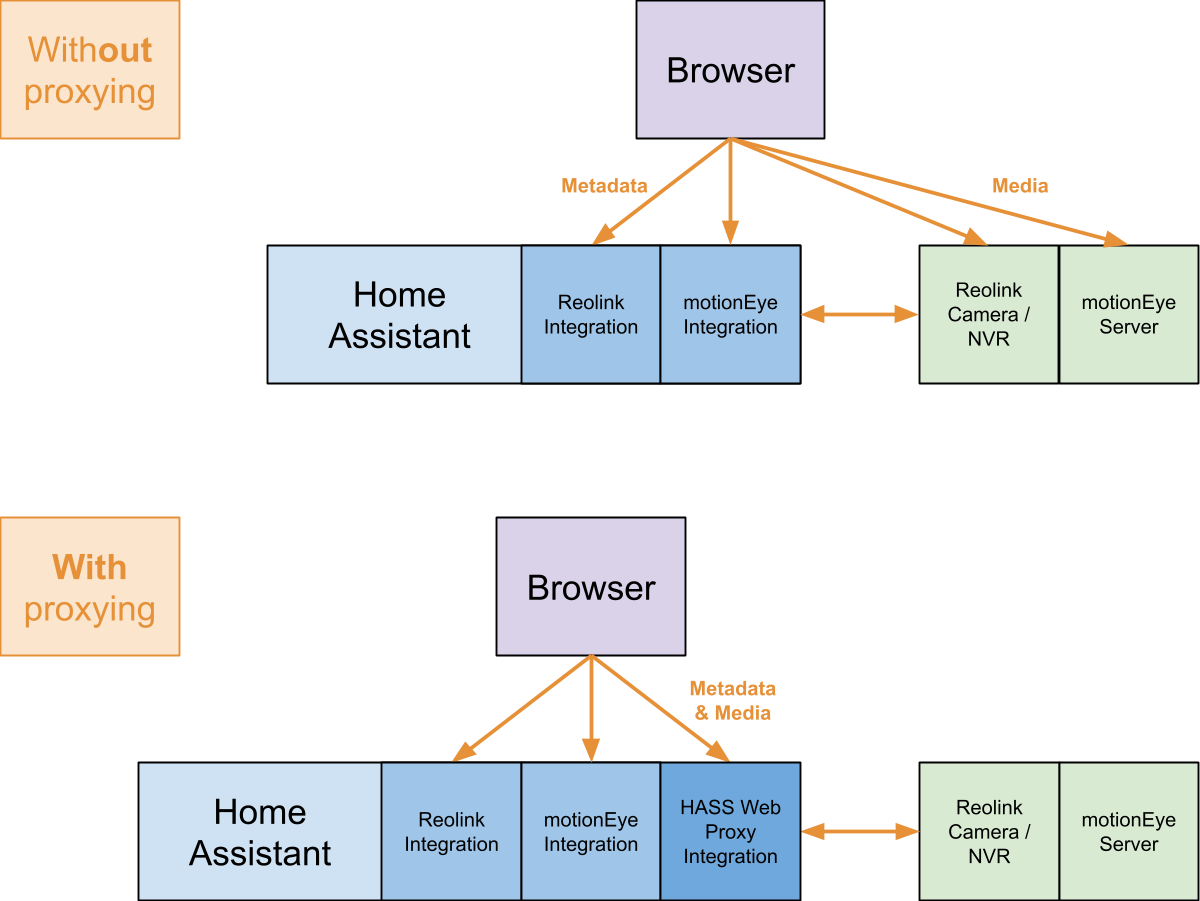 Without
proxying
Browser
Metadata
Media
Home
Assistant
Reolink
Integration
motionEye
Integration
Reolink
Camera /
NVR
motionEye
Server
With
proxying
Browser
Metadata
& Media
Home
Assistant
Reolink
Integration
motionEye
Integration
HASS Web
Proxy
Integration
Reolink
Camera /
NVR
motionEye
Server